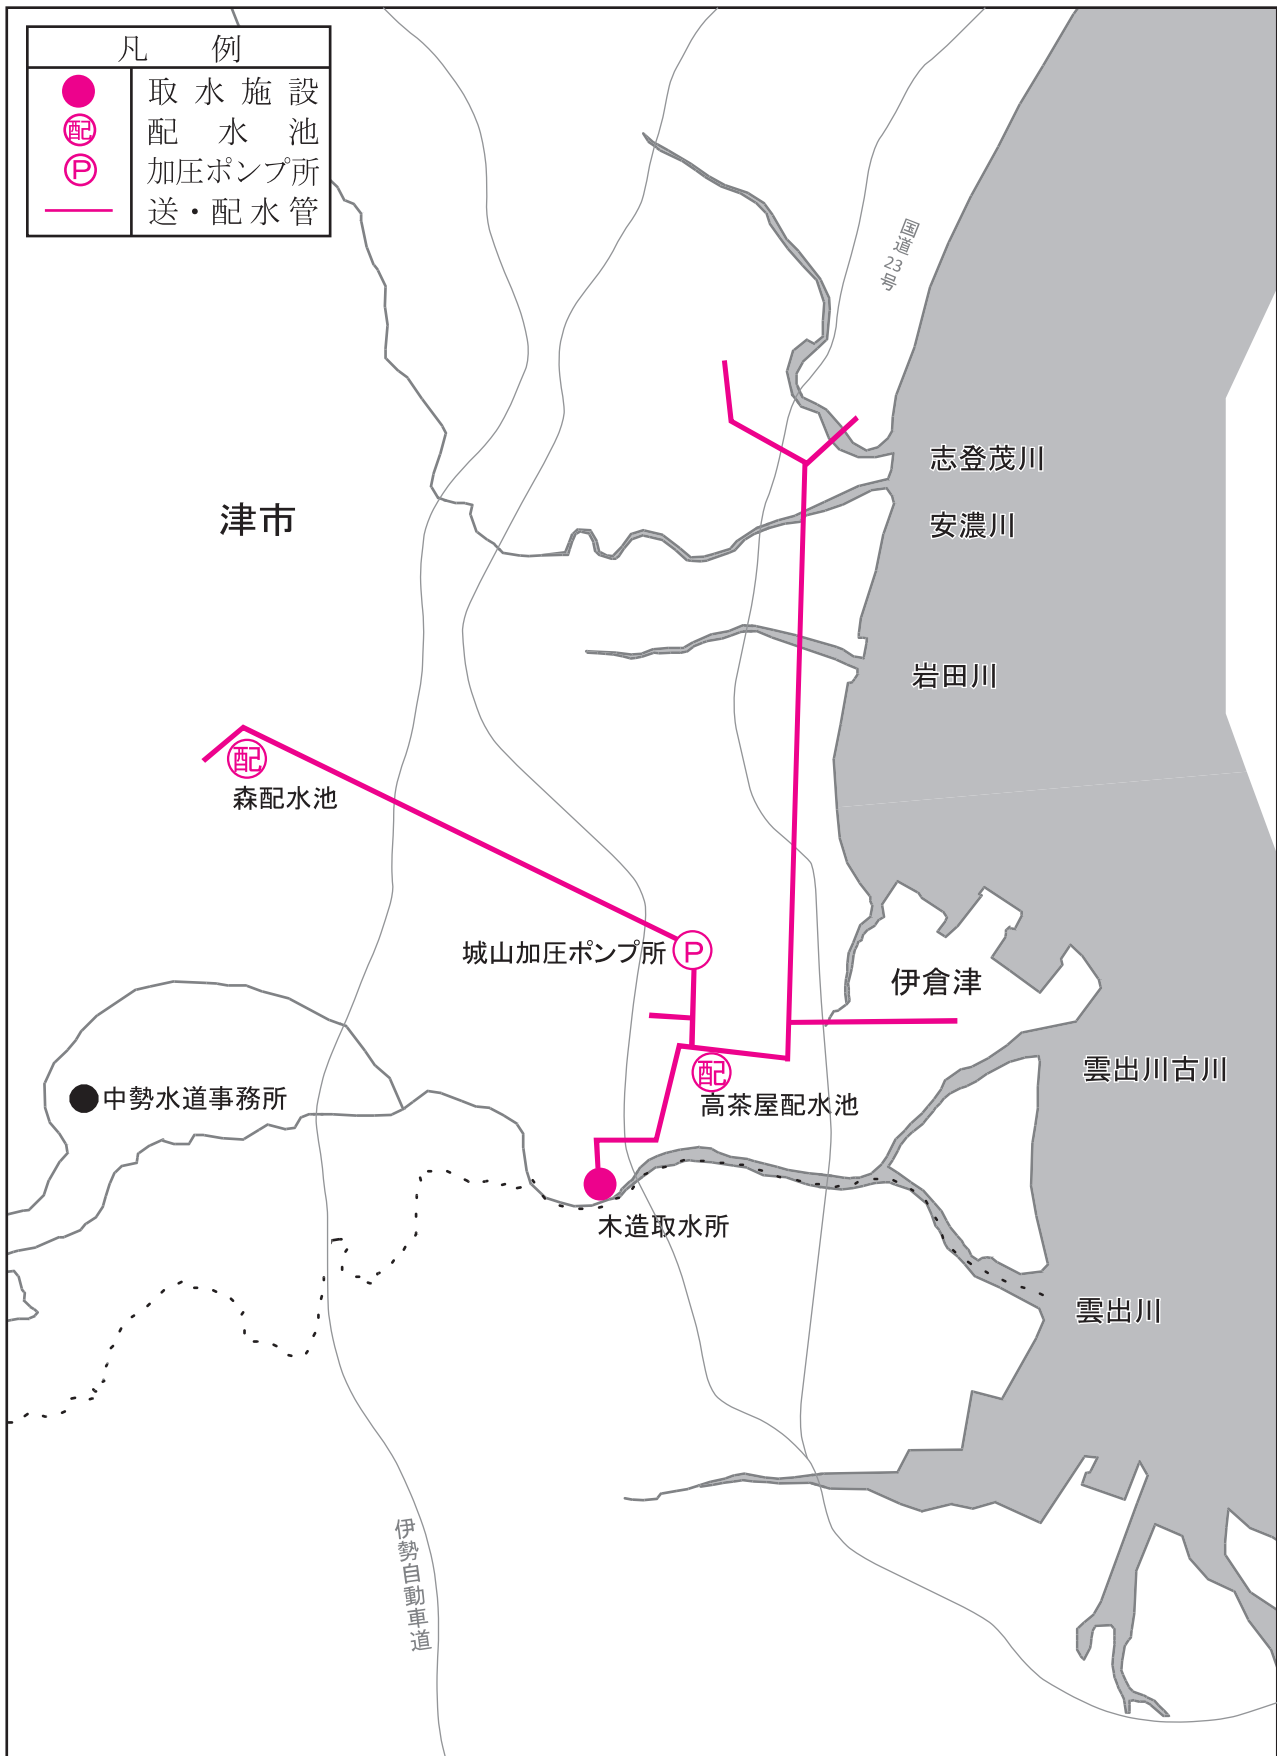 凡例
取水施設
配 配水池
P 加圧ポンプ所
送・配水管
国道23号
志登茂川
津市
安濃川
岩田川
配
森配水池
城山加圧ポンプ所 P
伊倉津
配
雲出川古川
中勢水道事務所
高茶屋配水池
木造取水所
雲出川
伊勢自動車道